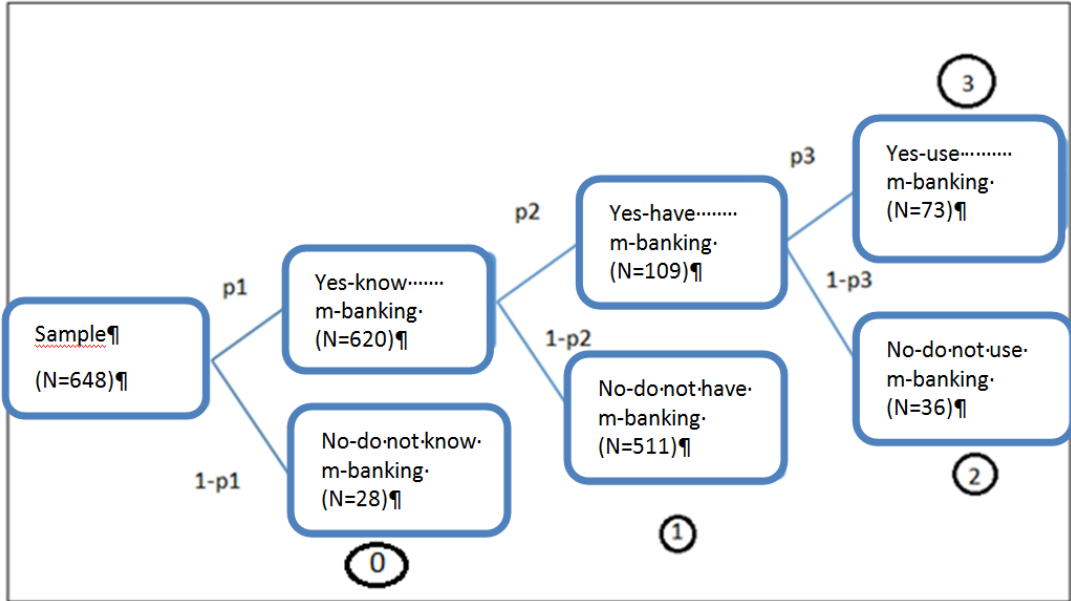 3
p3
Yes-use··········
m-banking·
(N=73)¶
p2
Yes-have········
m-banking·
(N=109)¶
1-p3
p1
Yes-know·······
m-banking·
(N=620)¶
1-p2
Sample¶
(N=648)¶
No-do·not·use·
m-banking·
(N=36)¶
No-do·not·have·
m-banking·
(N=511)¶
No-do·not·know·
m-banking·
(N=28)¶
1-p1
2
1
0